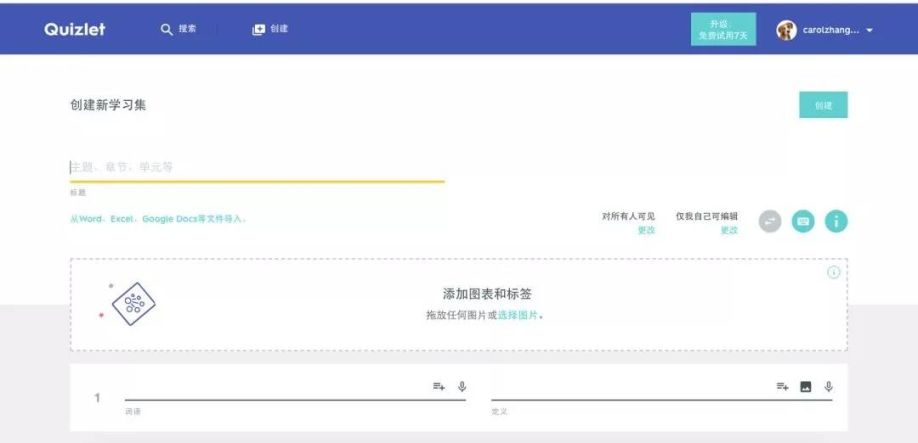 Quizlet
搜索
创建
升级:
免费试用7天
carolzhang...
创建新学习集
创建
主题、章节、单元等
标题
从Word、Excel、Google Docs等文件导入。
对所有人可见
更改
仅我自己可编辑
更改
添加图表和标签
拖放任何图片或选择图片。
1
词语
定义